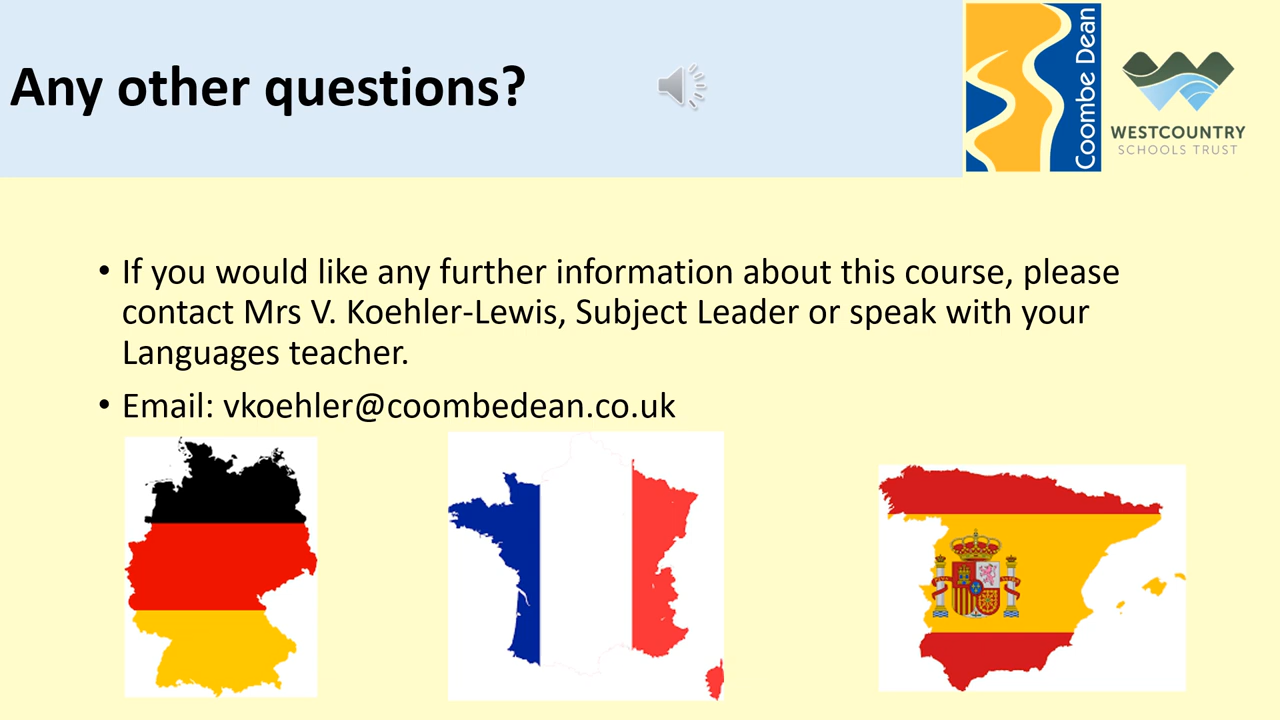 Any other questions?
Coombe Dean
WESTCOUNTRY
SCHOOLS TRUST
• If you would like any further information about this course, please
contact Mrs V. Koehler-Lewis, Subject Leader or speak with your
Languages teacher.
• Email: vkoehler@coombedean.co.uk